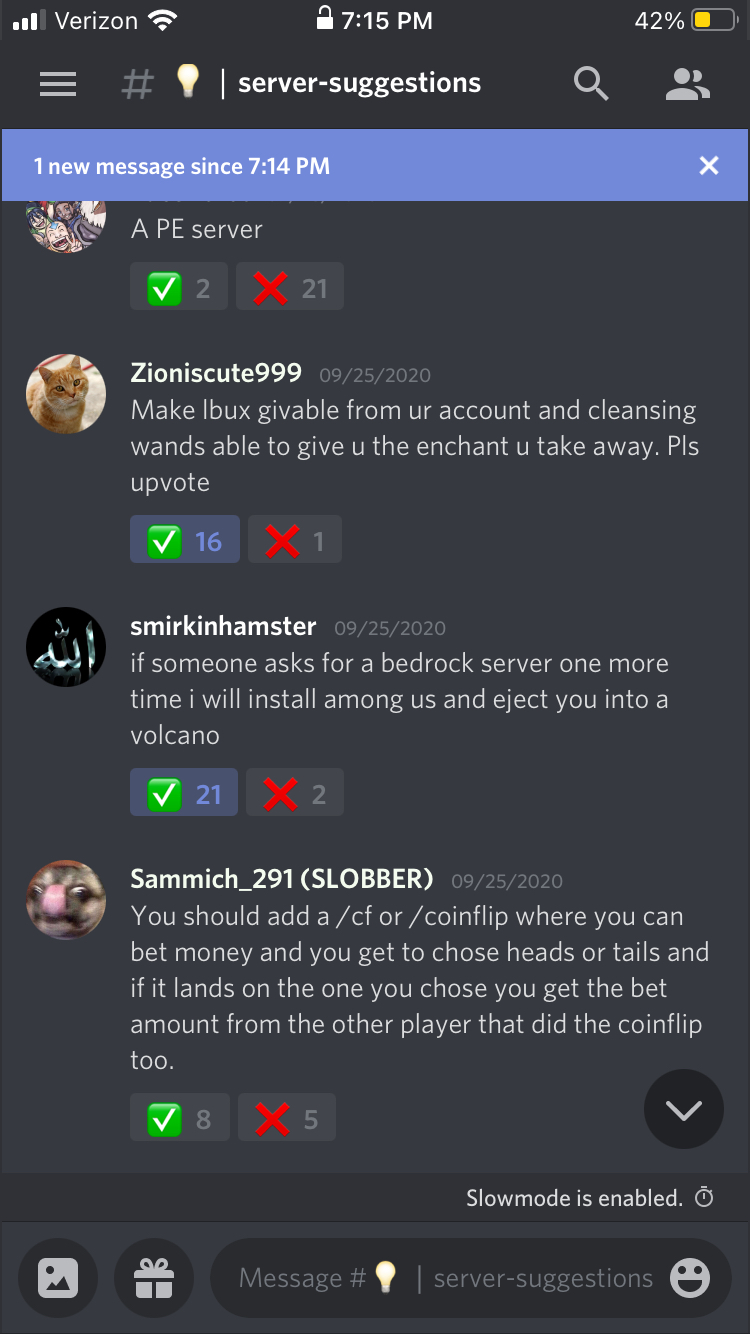 Verizon 7:15 PM 42%
# 💡 | server-suggestions
1 new message since 7:14 PM
A PE server
✅ 2 ❌ 21
Zioniscute999 09/25/2020
Make lbux givable from ur account and cleansing
wands able to give u the enchant u take away. Pls
upvote
✅ 16 ❌ 1
smirkinhamster 09/25/2020
الله
if someone asks for a bedrock server one more
time i will install among us and eject you into a
volcano
✅ 21 ❌ 2
Sammich_291 (SLOBBER) 09/25/2020
You should add a /cf or /coinflip where you can
bet money and you get to chose heads or tails and
if it lands on the one you chose you get the bet
amount from the other player that did the coinflip
too.
✅ 8 ❌ 5
Slowmode is enabled.
Message # 💡 | server-suggestions